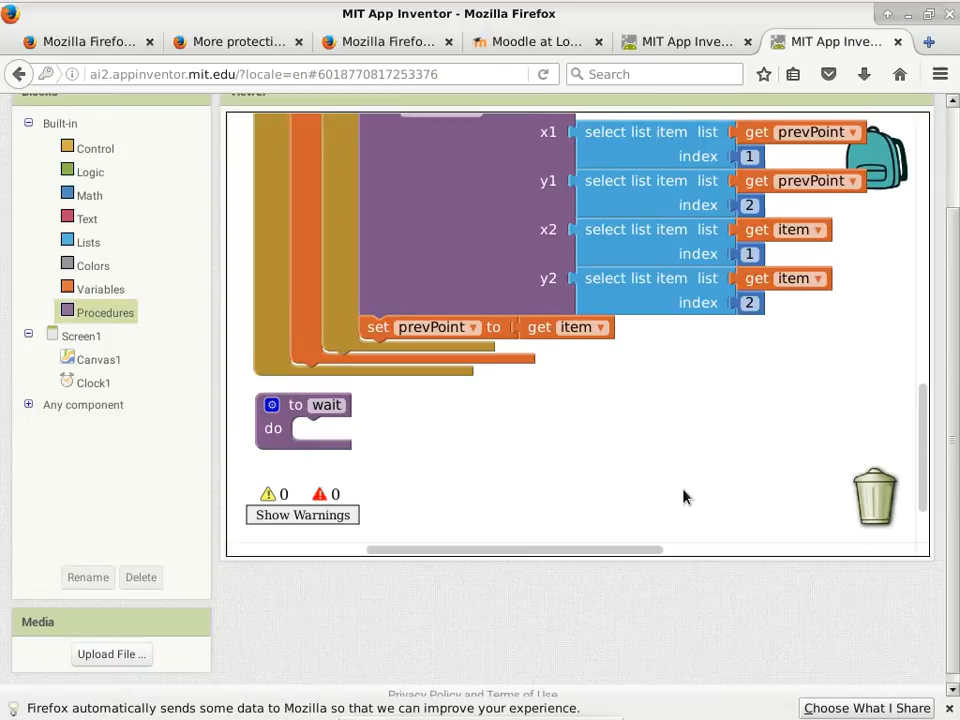 MIT App Inventor - Mozilla Firefox
Mozilla Firefo...
More protecti...
Mozilla Firefo...
Moodle at Lo...
MIT App Inve...
MIT App Inve...
ai2.appinventor.mit.edu/?locale=en#6018770817253376
Search
Built-in
Control
Logic
Math
Text
Lists
Colors
Variables
Procedures
Screen1
Canvas1
Clock1
Any component
Rename
Delete
Media
Upload File ...
x1 select list item list get prevPoint
index 1
y1 select list item list get prevPoint
index 2
x2 select list item list get item
index 1
y2 select list item list get item
index 2
set prevPoint to get item
to wait
do
0 0
Show Warnings
Privacy Policy and Terms of Use
Firefox automatically sends some data to Mozilla so that we can improve your experience.
Choose What I Share